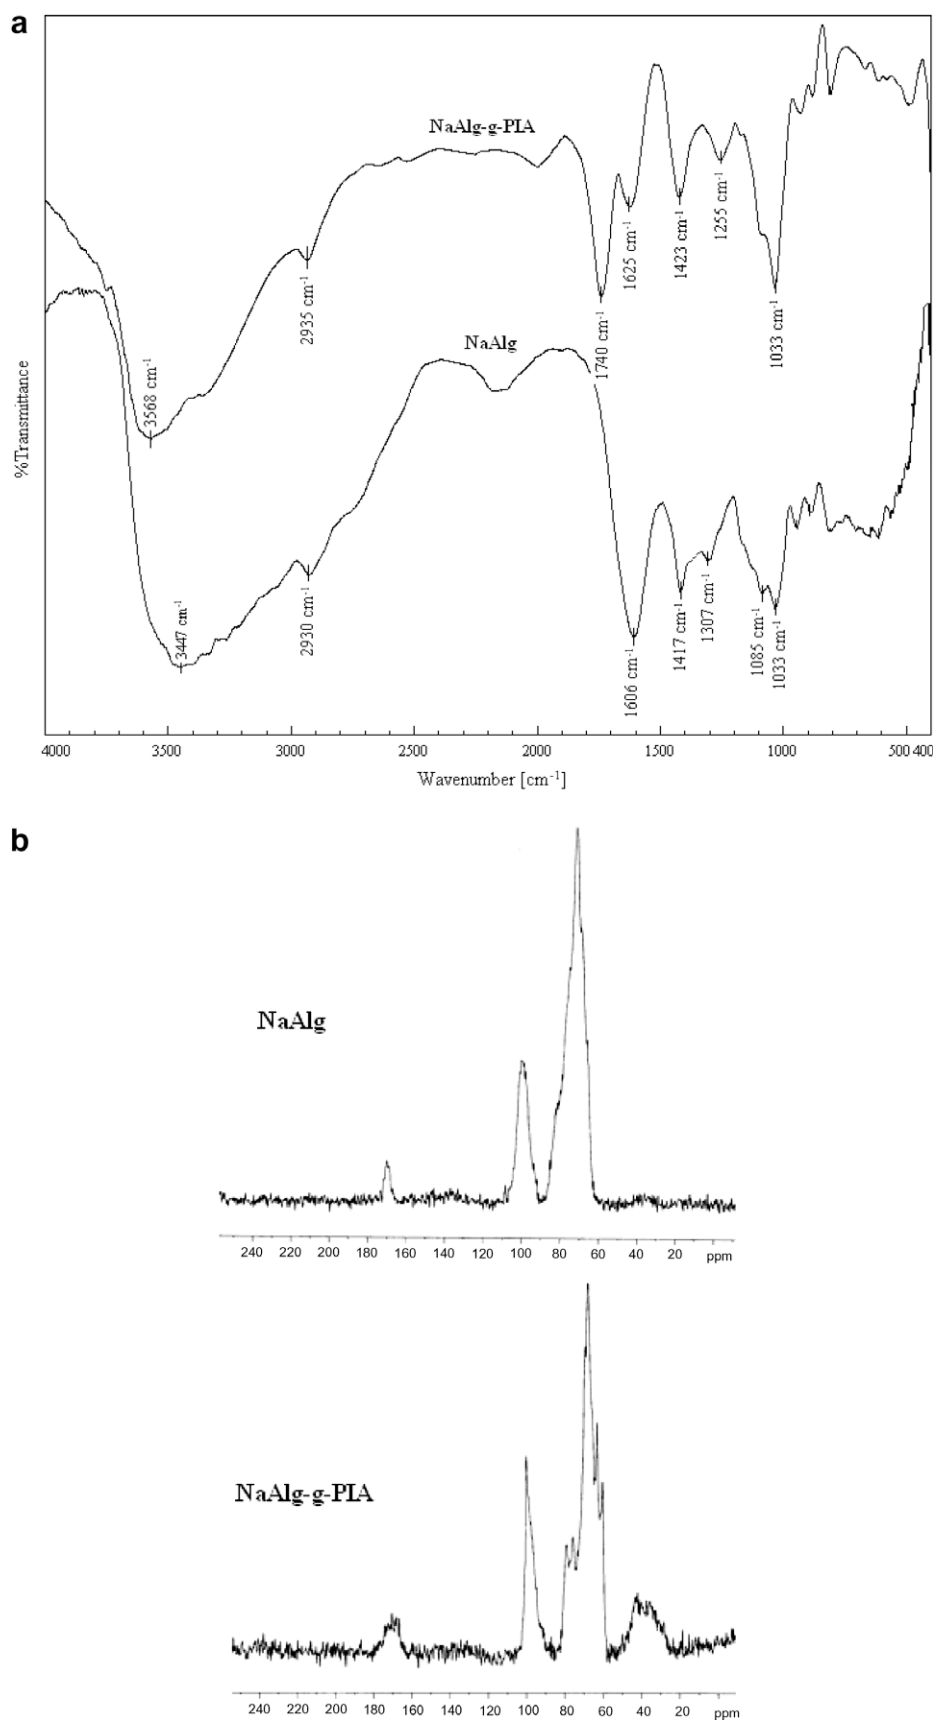 a
NaAlg-g-PIA
2935 cm-1
3568 cm-1
1740 cm-1
1625 cm-1
1423 cm-1
1255 cm-1
1033 cm-1
NaAlg
3447 cm-1
2930 cm-1
1606 cm-1
1417 cm-1
1307 cm-1
1085 cm-1
1033 cm-1
%Transmittance
4000 3500 3000 2500 2000 1500 1000 500 400
Wavenumber [cm-1]
b
NaAlg
240 220 200 180 160 140 120 100 80 60 40 20 ppm
NaAlg-g-PIA
240 220 200 180 160 140 120 100 80 60 40 20 ppm